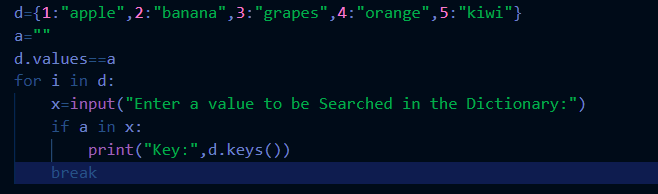 d={1:"apple",2:"banana",3:"grapes",4:"orange",5:"kiwi"}
a=""
d.values==a
for i in d:
    x=input("Enter a value to be Searched in the Dictionary:")
    if a in x:
        print("Key:",d.keys())
    break